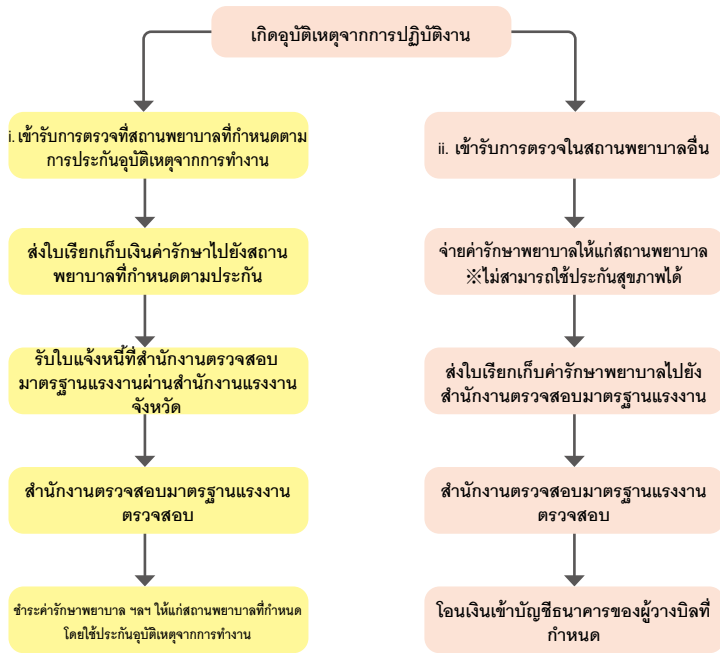 เกิดอุบัติเหตุจากการปฏิบัติงาน
i. เข้ารับการตรวจที่สถานพยาบาลที่กำหนดตาม
การประกันอุบัติเหตุจากการทำงาน
ส่งใบเรียกเก็บเงินค่ารักษาไปยังสถาน
พยาบาลที่กำหนดตามประกัน
รับใบแจ้งหนี้ที่สำนักงานตรวจสอบ
มาตรฐานแรงงานผ่านสำนักงานแรงงาน
จังหวัด
สำนักงานตรวจสอบมาตรฐานแรงงาน
ตรวจสอบ
ชำระค่ารักษาพยาบาล ฯลฯ ให้แก่สถานพยาบาลที่กำหนด
โดยใช้ประกันอุบัติเหตุจากการทำงาน
ii. เข้ารับการตรวจในสถานพยาบาลอื่น
จ่ายค่ารักษาพยาบาลให้แก่สถานพยาบาล
※ไม่สามารถใช้ประกันสุขภาพได้
ส่งใบเรียกเก็บค่ารักษาพยาบาลไปยัง
สำนักงานตรวจสอบมาตรฐานแรงงาน
สำนักงานตรวจสอบมาตรฐานแรงงาน
ตรวจสอบ
โอนเงินเข้าบัญชีธนาคารของผู้วางบิลที่
กำหนด